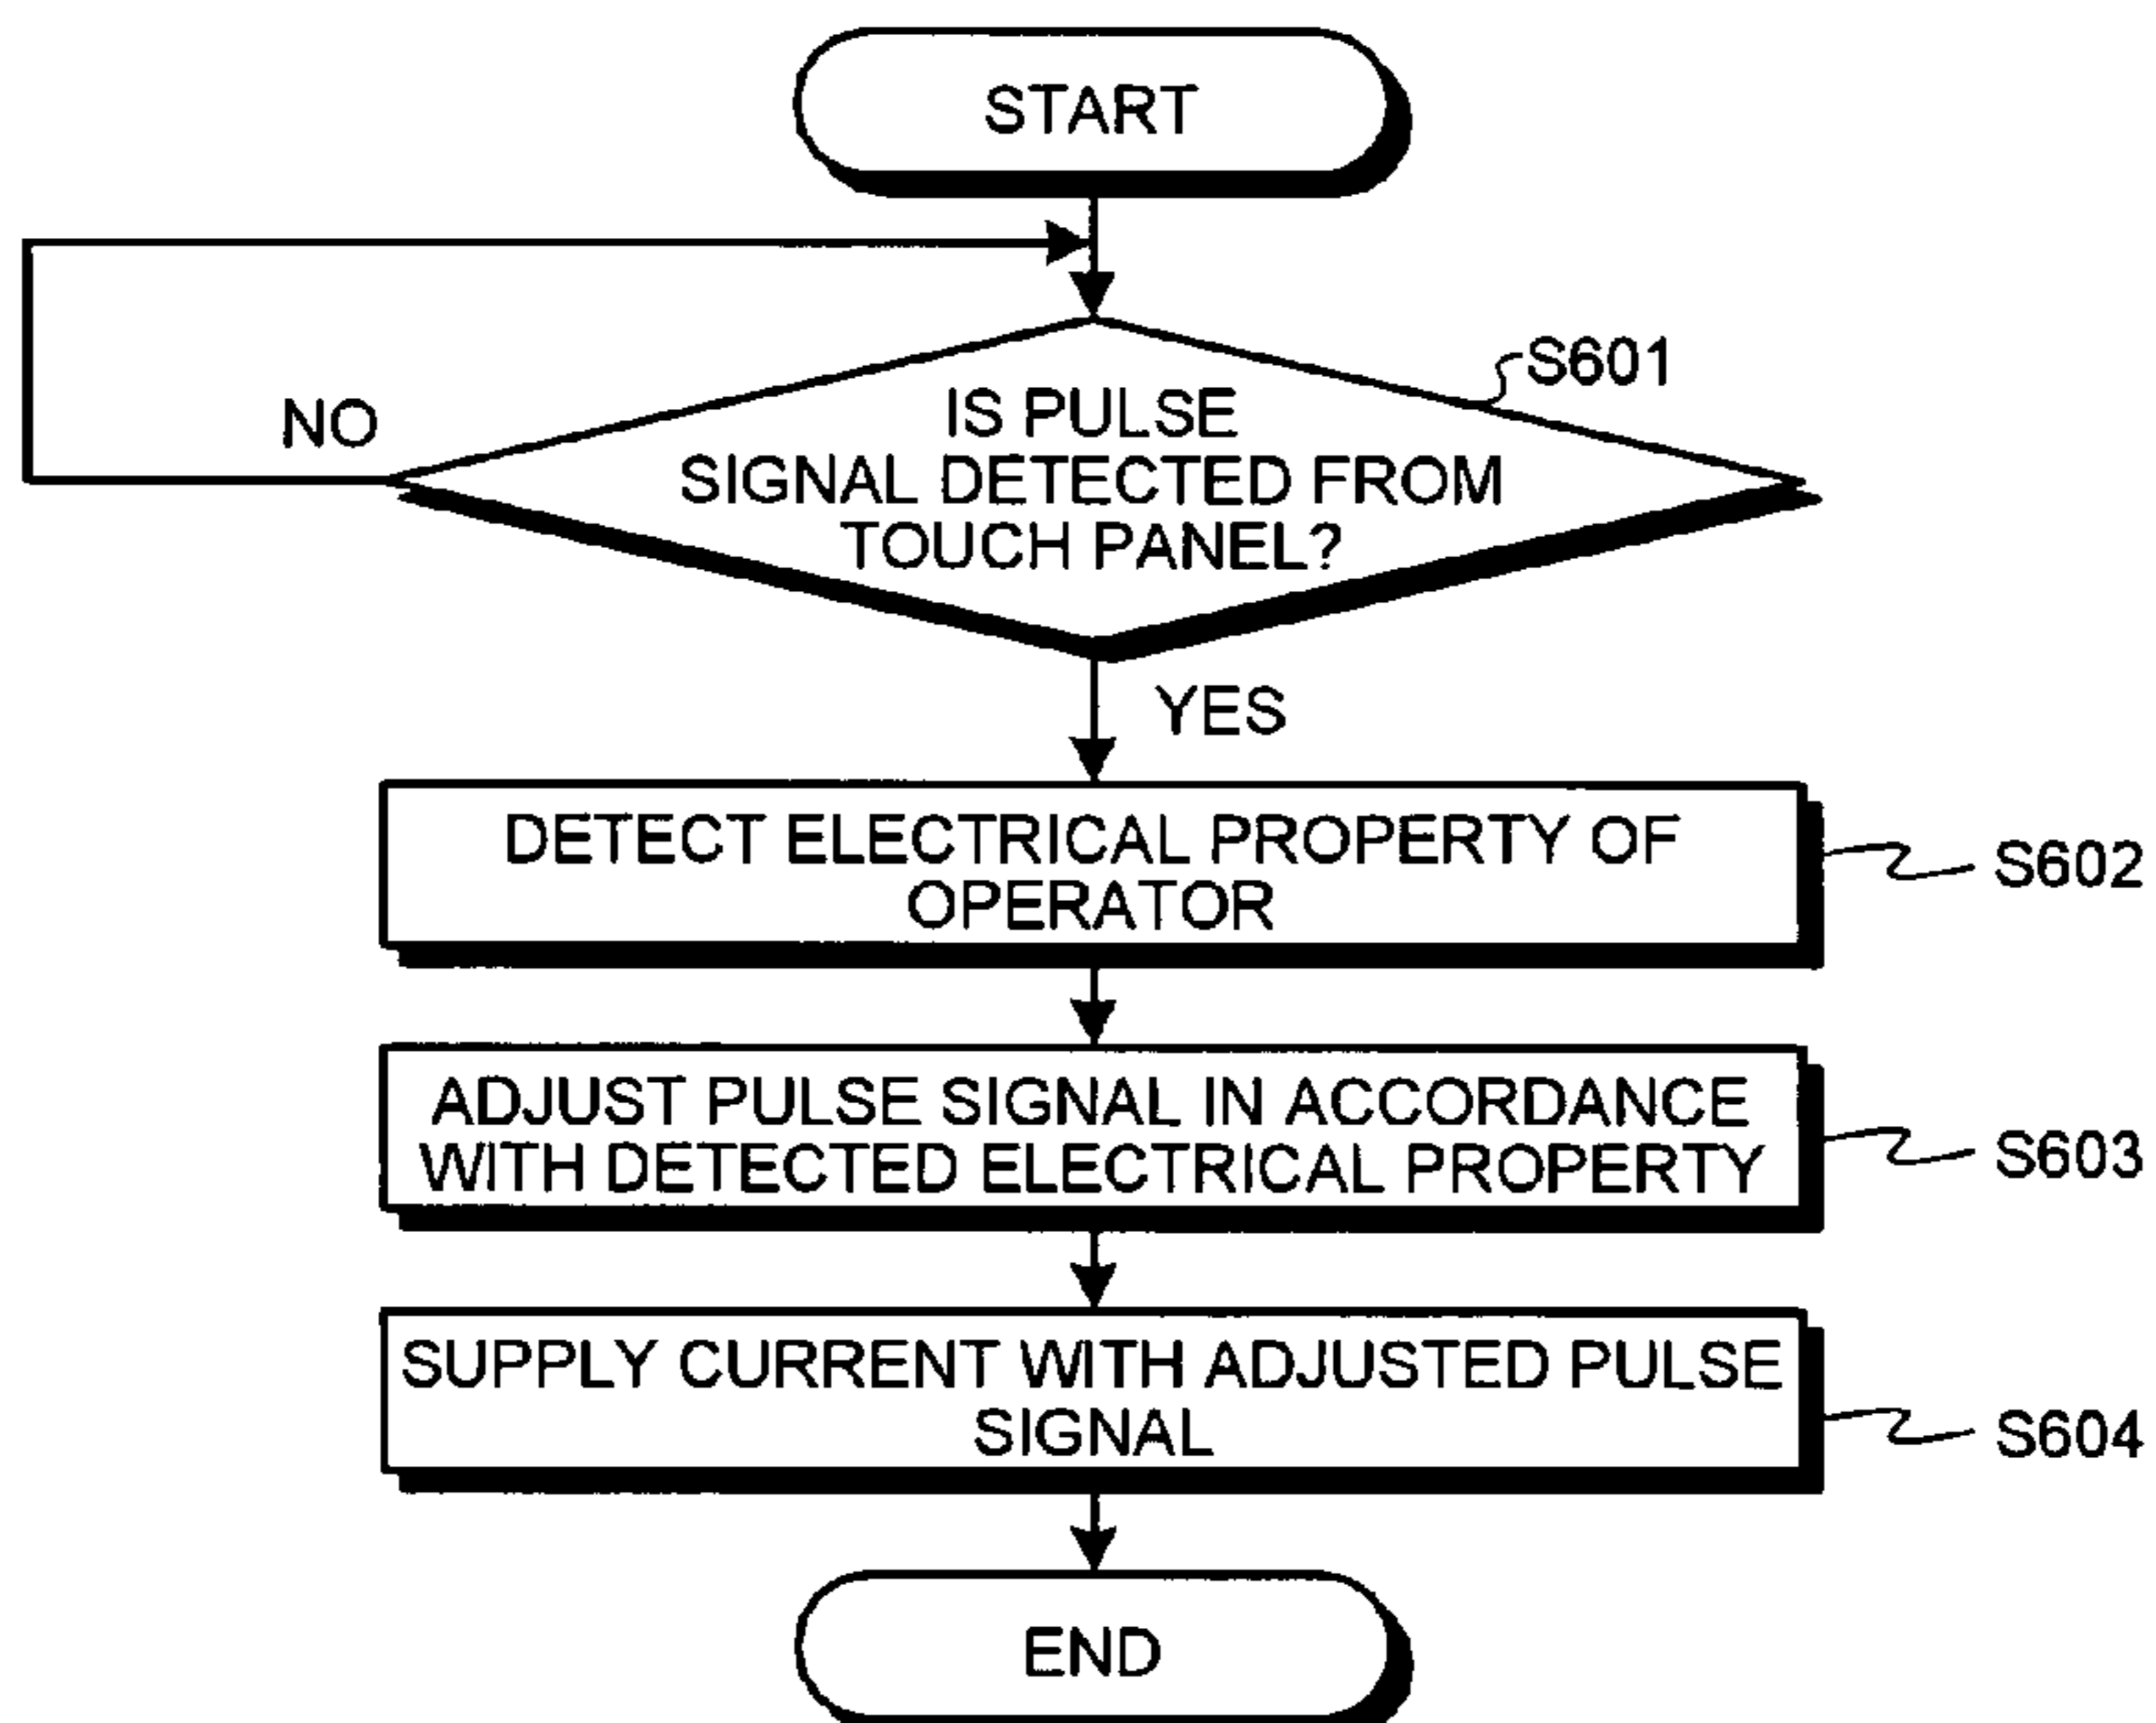 START
S601
IS PULSE
SIGNAL DETECTED FROM
TOUCH PANEL?
NO
YES
DETECT ELECTRICAL PROPERTY OF
OPERATOR
S602
ADJUST PULSE SIGNAL IN ACCORDANCE
WITH DETECTED ELECTRICAL PROPERTY
S603
SUPPLY CURRENT WITH ADJUSTED PULSE
SIGNAL
S604
END